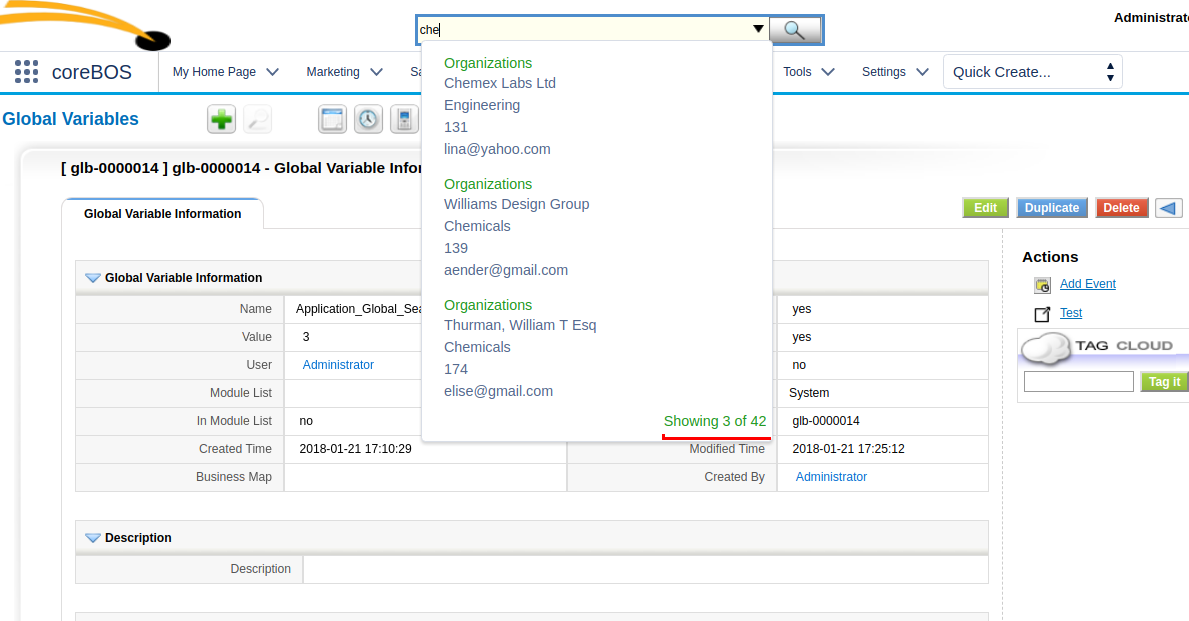 che
Administrat
coreBOS
My Home Page
Marketing
Sa
Tools
Settings
Quick Create...
Organizations
Chemex Labs Ltd
Engineering
131
lina@yahoo.com
Organizations
Williams Design Group
Chemicals
139
aender@gmail.com
Organizations
Thurman, William T Esq
Chemicals
174
elise@gmail.com
Showing 3 of 42
Global Variables
[ glb-0000014 ] glb-0000014 - Global Variable Infor
Global Variable Information
Edit Duplicate Delete
Global Variable Information
Name Application_Global_Sea yes
Value 3 yes
User Administrator no
Module List System
In Module List no glb-0000014
Created Time 2018-01-21 17:10:29 Modified Time 2018-01-21 17:25:12
Business Map Created By Administrator
Description
Description
Actions
Add Event
Test
TAG CLOUD
Tag it